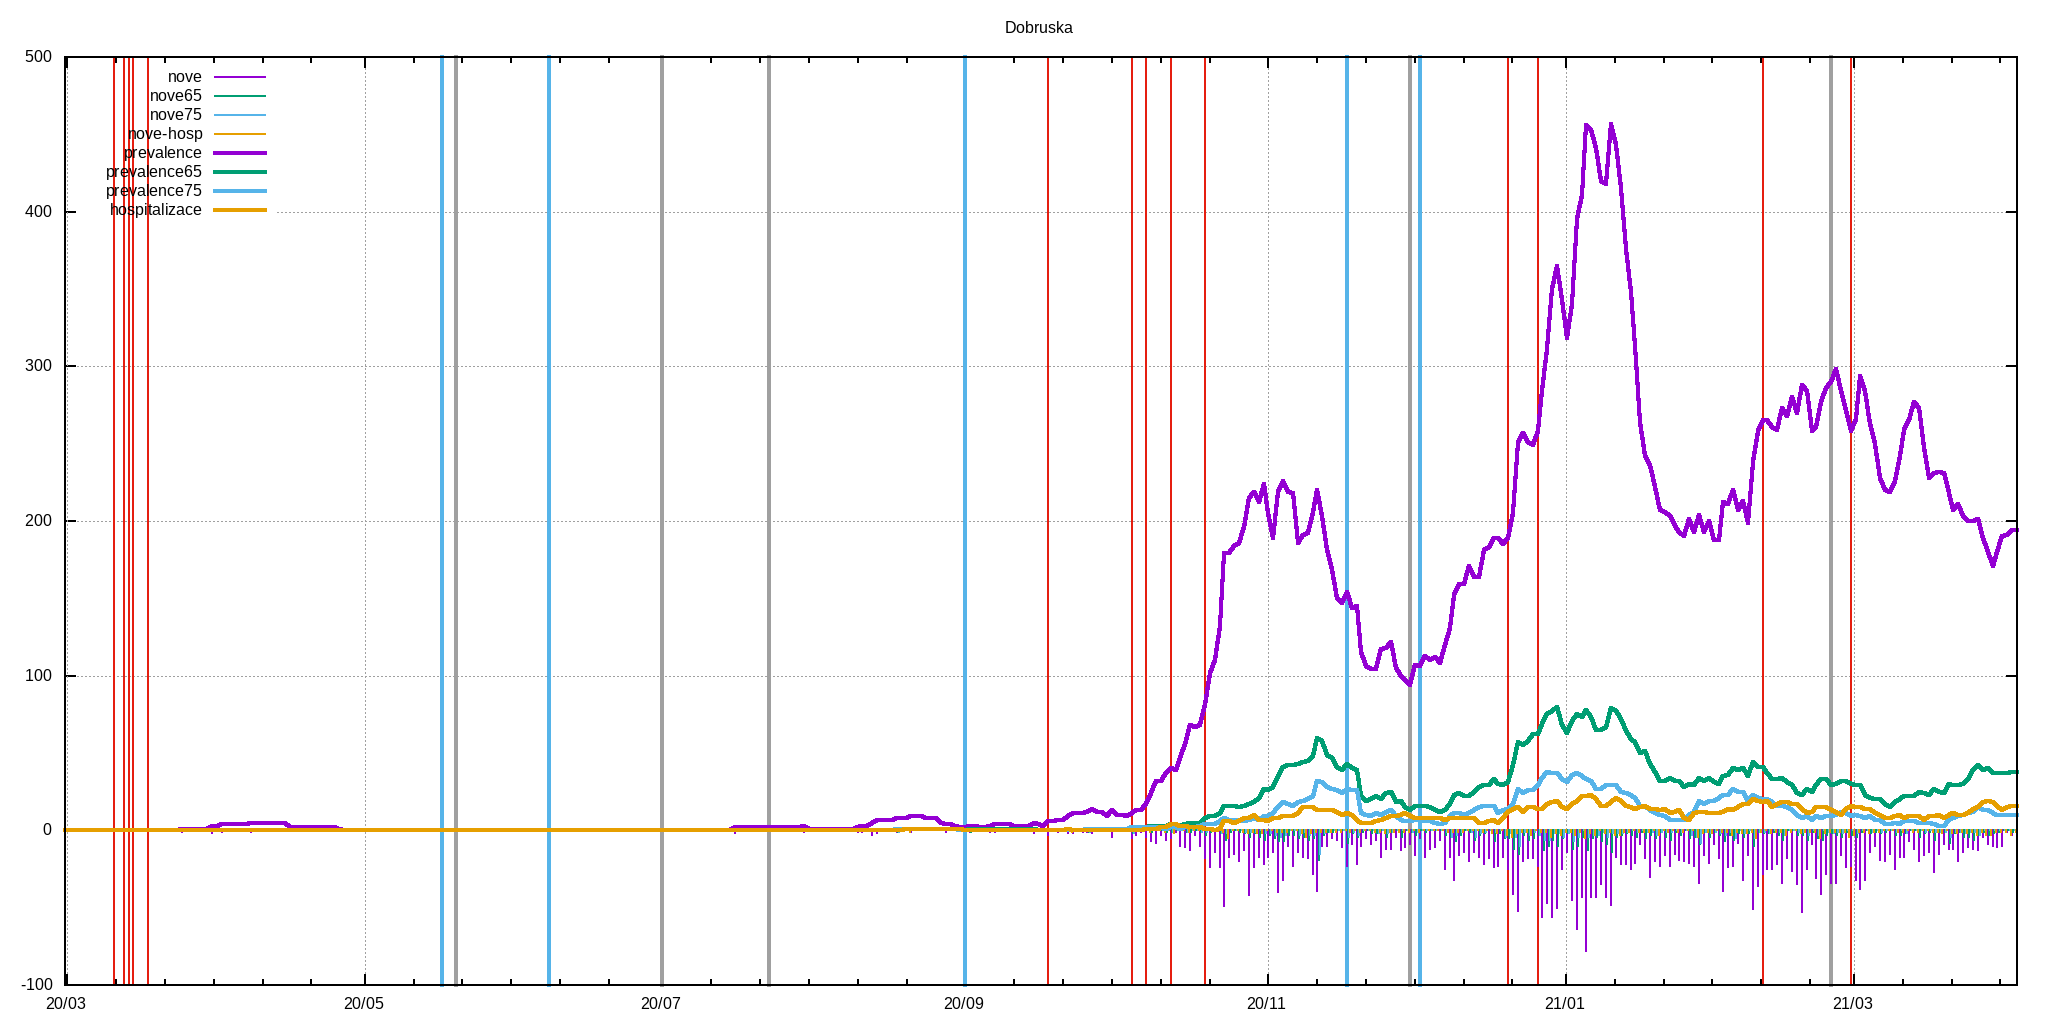 Dobruska
500
400
300
200
100
0
-100
nove
nove65
nove75
nove-hosp
prevalence
prevalence65
prevalence75
hospitalizace
20/03 20/05 20/07 20/09 20/11 21/01 21/03